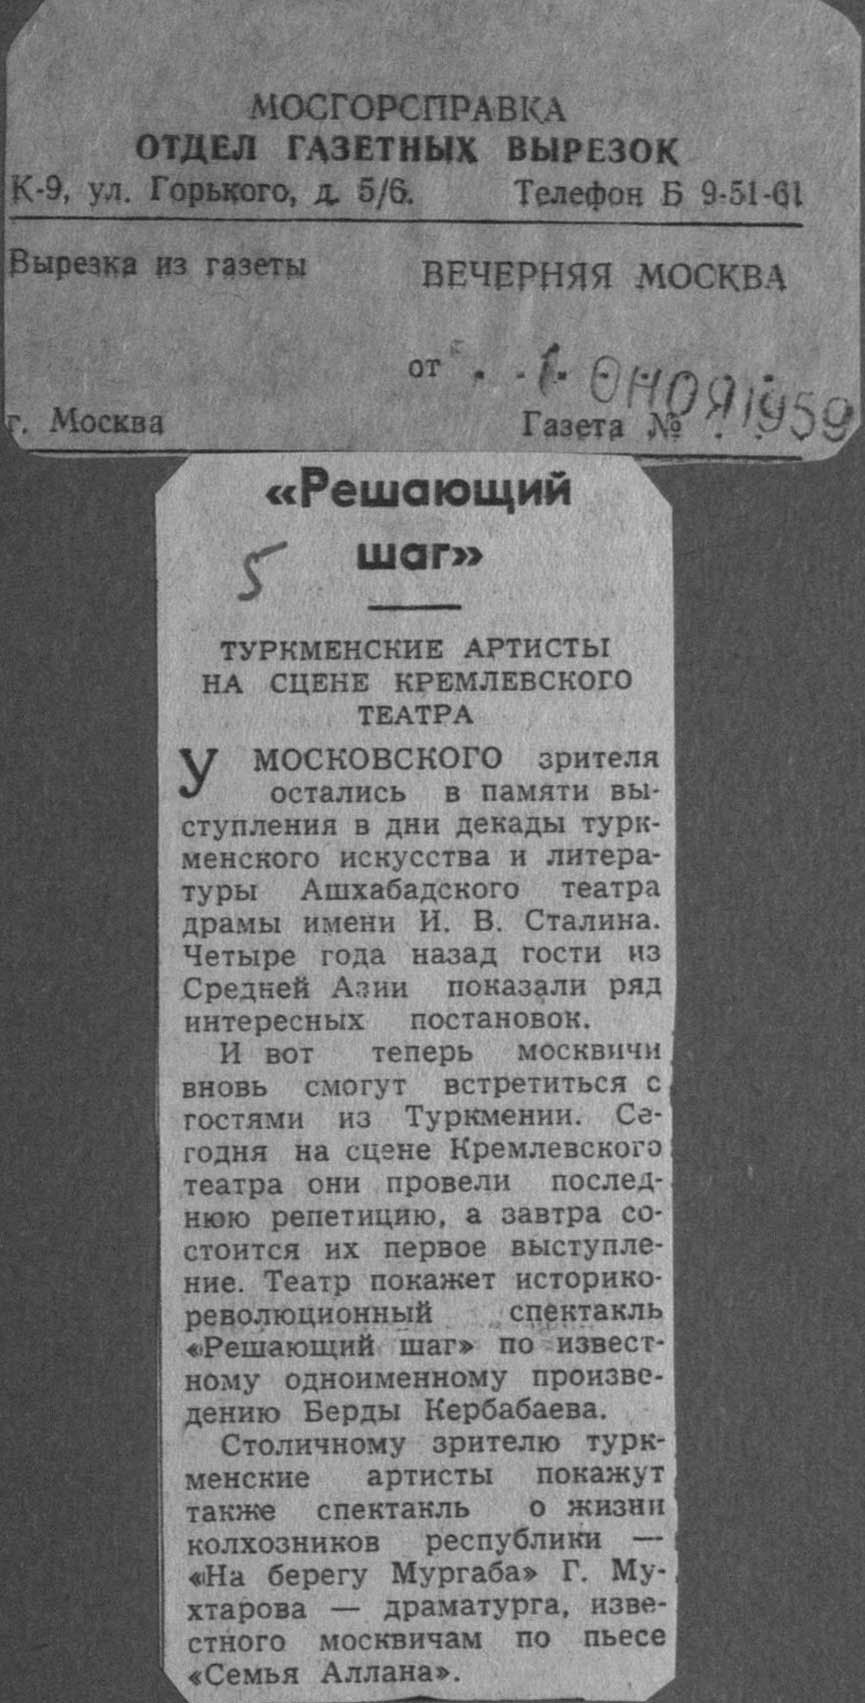 МОСГОРСПРАВКА
ОТДЕЛ ГАЗЕТНЫХ ВЫРЕЗОК
К-9, ул. Горького, д. 5/6. Телефон Б 9-51-61
Вырезка из газеты ВЕЧЕРНЯЯ МОСКВА
от
1959
г. Москва Газета №
«Решающий
шаг»
5
ТУРКМЕНСКИЕ АРТИСТЫ
НА СЦЕНЕ КРЕМЛЕВСКОГО
ТЕАТРА
У МОСКОВСКОГО зрителя
остались в памяти вы-
ступления в дни декады турк-
менского искусства и литера-
туры Ашхабадского театра
драмы имени И. В. Сталина.
Четыре года назад гости из
Средней Азии показали ряд
интересных постановок.
И вот теперь москвичи
вновь смогут встретиться с
гостями из Туркмении. Се-
годня на сцене Кремлевского
театра они провели послед-
нюю репетицию, а завтра со-
стоится их первое выступле-
ние. Театр покажет историко-
революционный спектакль
«Решающий шаг» по извест-
ному одноименному произве-
дению Берды Кербабаева.
Столичному зрителю турк-
менские артисты покажут
также спектакль о жизни
колхозников республики —
«На берегу Мургаба» Г. Му-
хтарова — драматурга, изве-
стного москвичам по пьесе
«Семья Аллана».